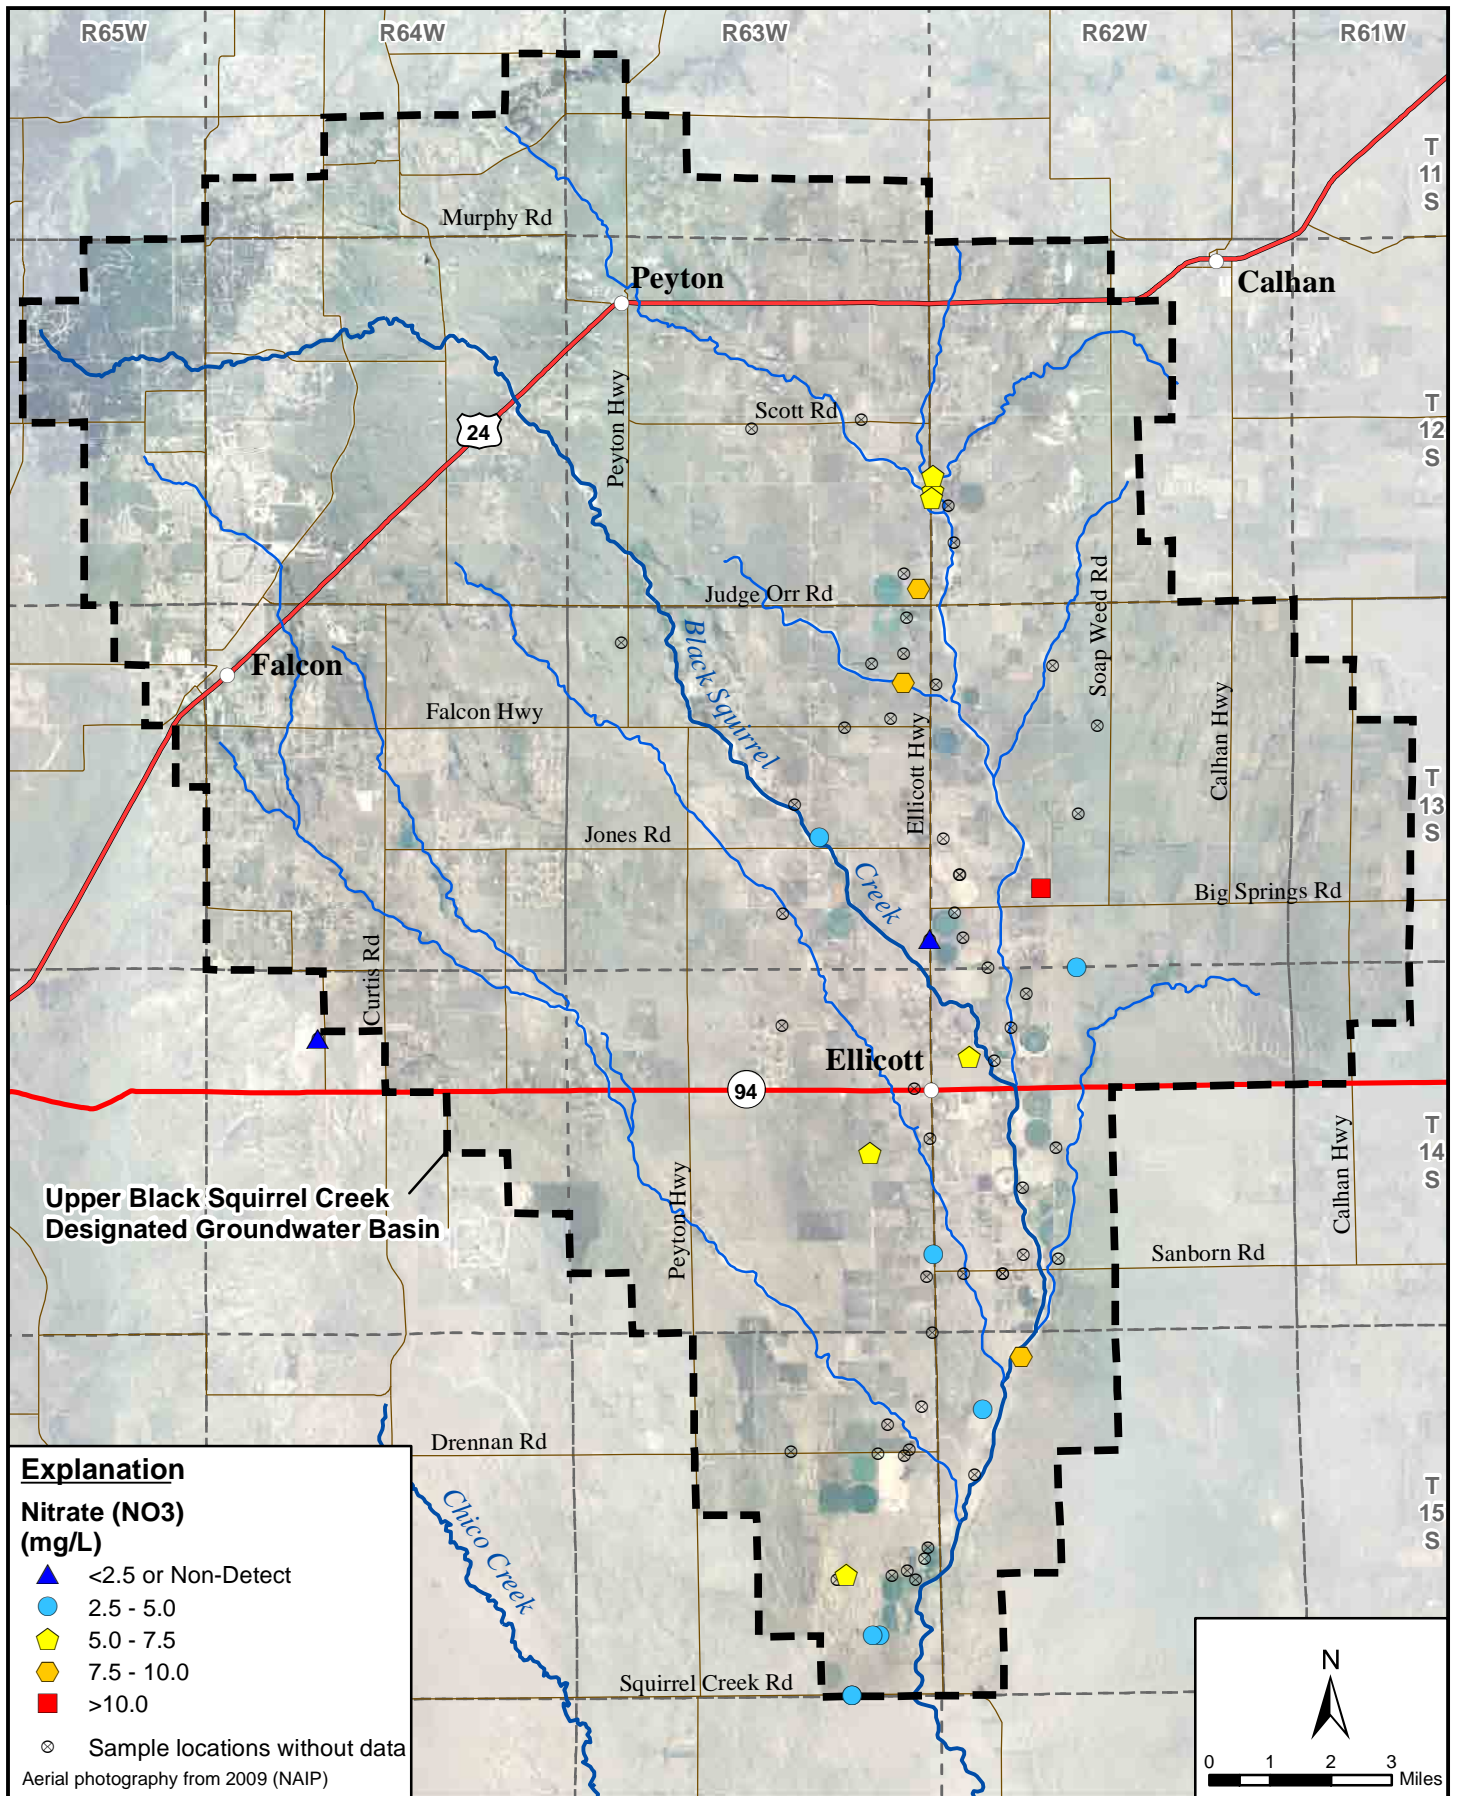 R65W
R64W
R63W
R62W
R61W
T
11
S
Murphy Rd
Peyton
Calhan
Peyton Hwy
Scott Rd
24
T
12
S
Judge Orr Rd
Soap Weed Rd
Black Squirrel
Creek
Falcon
Falcon Hwy
Ellicott Hwy
Calhan Hwy
T
13
S
Jones Rd
Big Springs Rd
Curtis Rd
Ellicott
94
T
14
S
Upper Black Squirrel Creek
Designated Groundwater Basin
Peyton Hwy
Calhan Hwy
Sanborn Rd
Drennan Rd
Chico Creek
T
15
S
Squirrel Creek Rd
Explanation
Nitrate (NO3)
(mg/L)
<2.5 or Non-Detect
2.5 - 5.0
5.0 - 7.5
7.5 - 10.0
>10.0
Sample locations without data
Aerial photography from 2009 (NAIP)
N
0 1 2 3
Miles